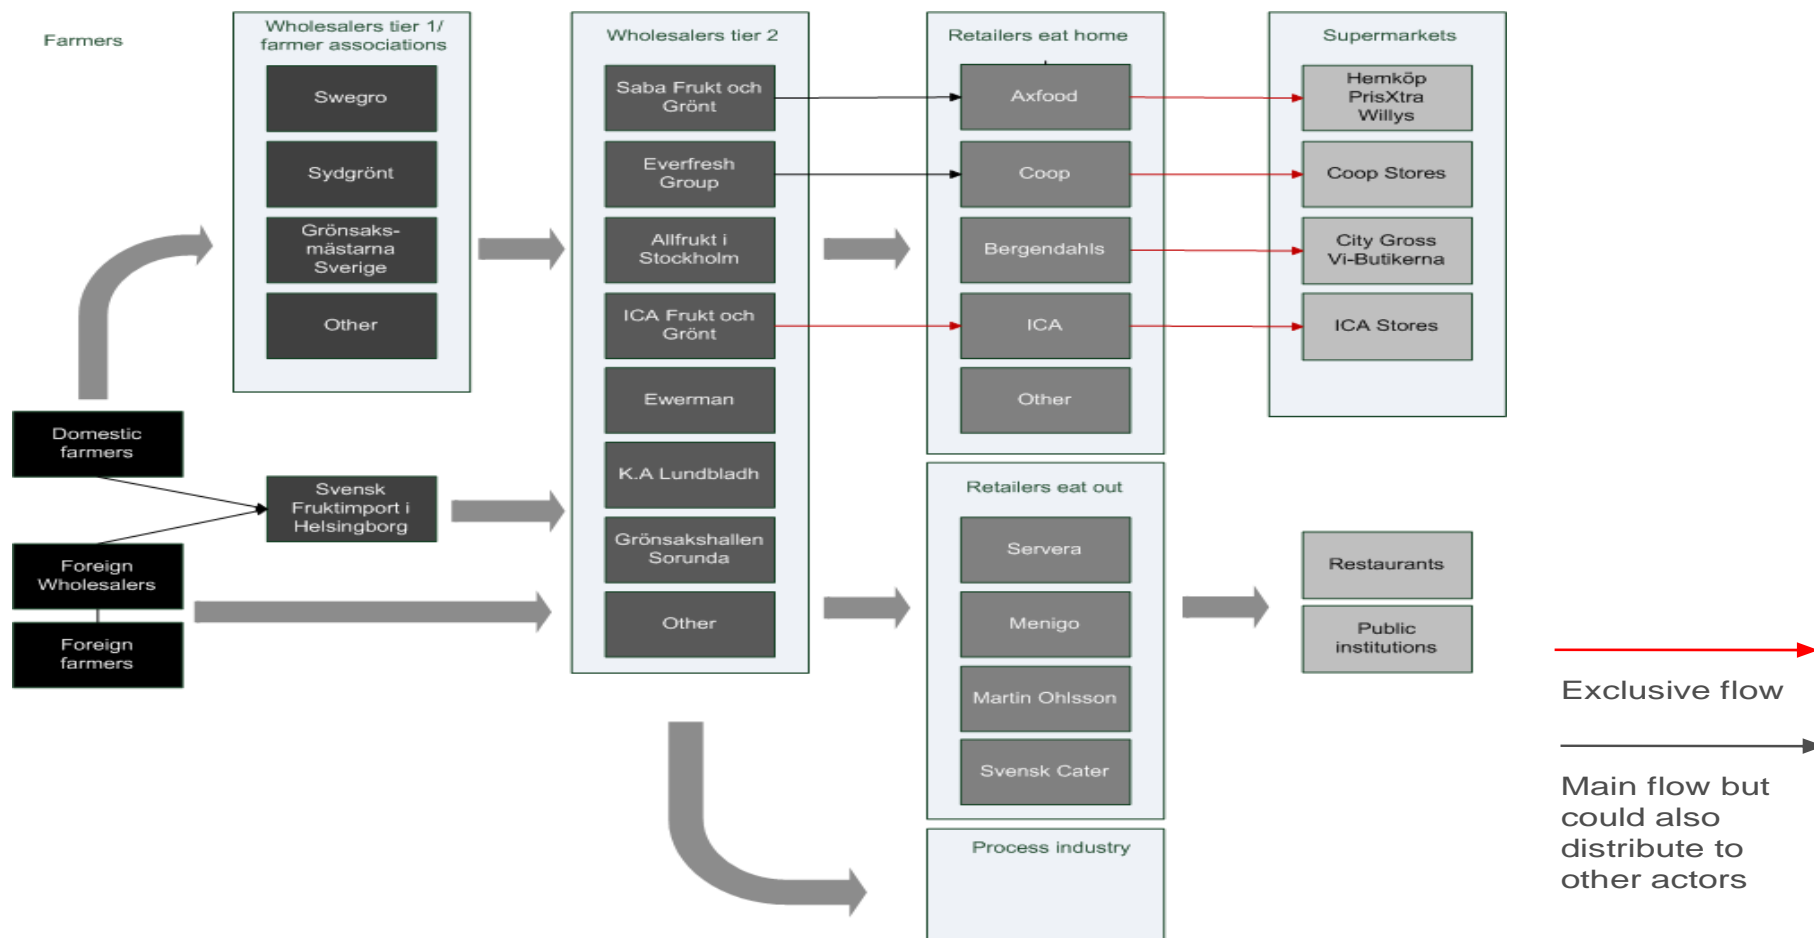 Farmers
Wholesalers tier 1/
farmer associations
Swegro
Sydgrönt
Grönsaks-
mästarna
Sverige
Other
Domestic
farmers
Svensk
Fruktimport i
Helsingborg
Foreign
Wholesalers
Foreign
farmers
Wholesalers tier 2
Saba Frukt och
Grönt
Everfresh
Group
Allfrukt i
Stockholm
ICA Frukt och
Grönt
Ewerman
K.A Lundbladh
Grönsakshallen
Sorunda
Other
Retailers eat home
Axfood
Coop
Bergendahls
ICA
Other
Retailers eat out
Servera
Menigo
Martin Ohlsson
Svensk Cater
Process industry
Supermarkets
Hemköp
PrisXtra
Willys
Coop Stores
City Gross
Vi-Butikerna
ICA Stores
Restaurants
Public
institutions
Exclusive flow
Main flow but
could also
distribute to
other actors